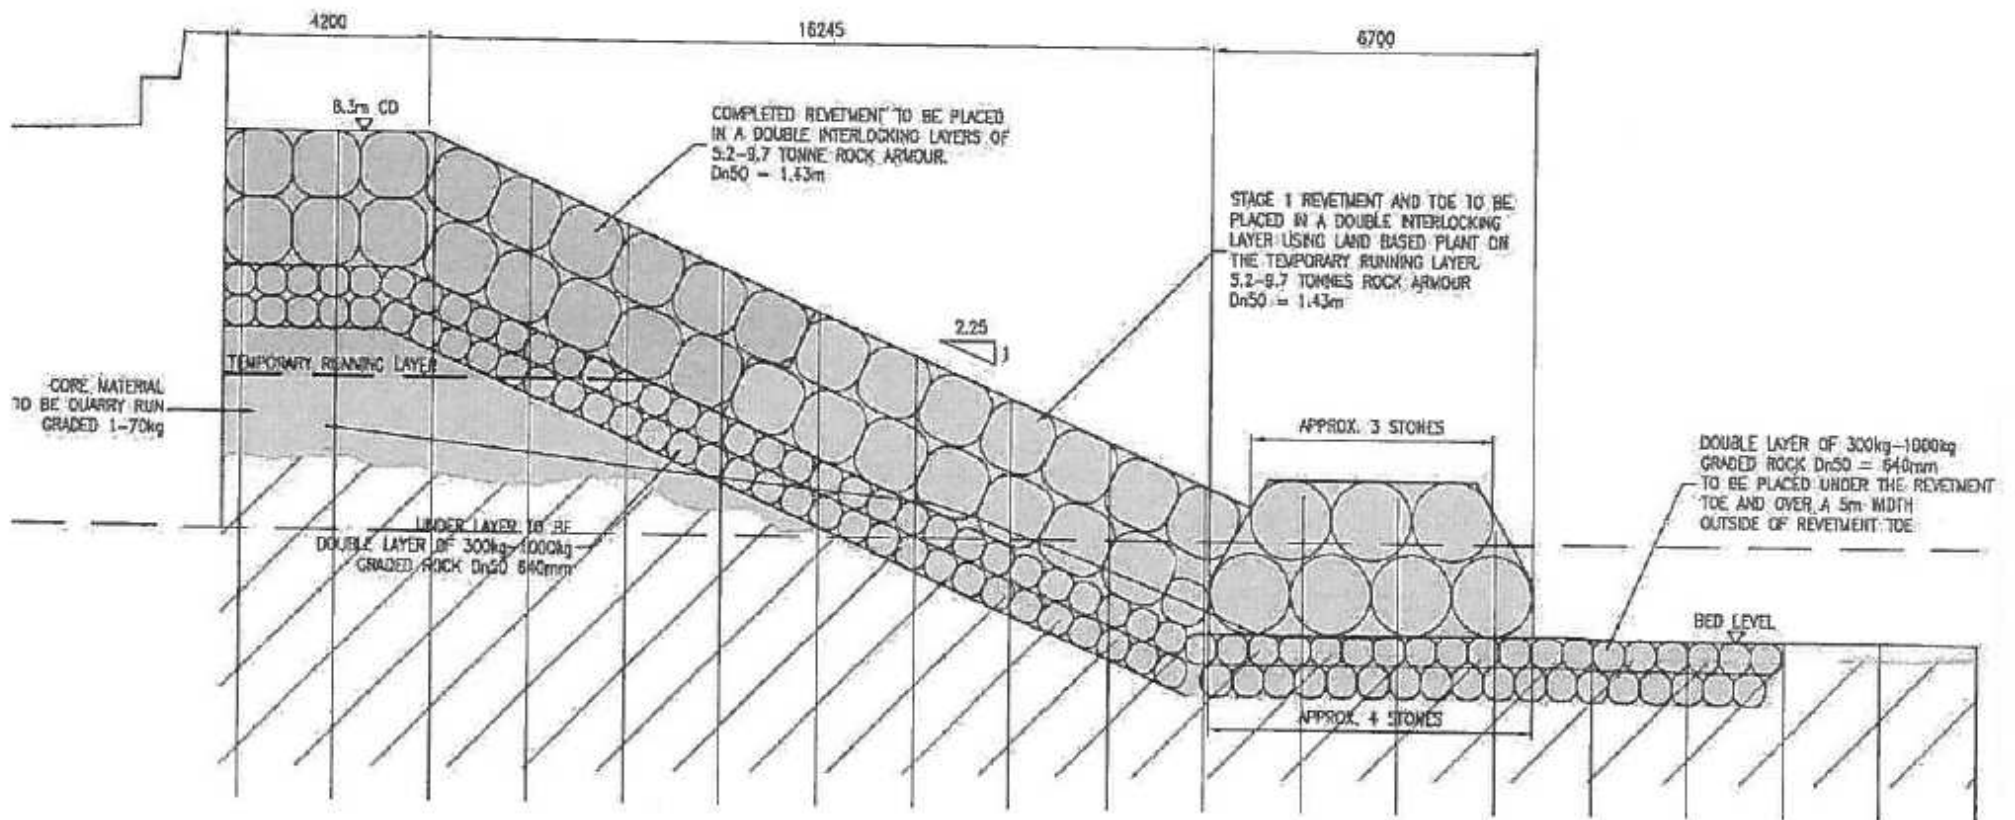 4200
16245
6700
8.3m CD
COMPLETED REVETMENT TO BE PLACED
IN A DOUBLE INTERLOCKING LAYERS OF
5.2-9.7 TONNE ROCK ARMOUR.
Dn50 = 1.43m
STAGE 1 REVETMENT AND TOE TO BE
PLACED IN A DOUBLE INTERLOCKING
LAYER USING LAND BASED PLANT ON
THE TEMPORARY RUNNING LAYER.
5.2-9.7 TONNES ROCK ARMOUR
Dn50 = 1.43m
2.25
1
TEMPORARY RUNNING LAYER
CORE MATERIAL
TO BE QUARRY RUN
GRADED 1-70kg
APPROX. 3 STONES
DOUBLE LAYER OF 300kg-1000kg
GRADED ROCK Dn50 = 640mm
TO BE PLACED UNDER THE REVETMENT
TOE AND OVER A 5m WIDTH
OUTSIDE OF REVETMENT TOE
UNDER LAYER TO BE
DOUBLE LAYER OF 300kg-1000kg
GRADED ROCK Dn50 640mm
BED LEVEL
APPROX. 4 STONES